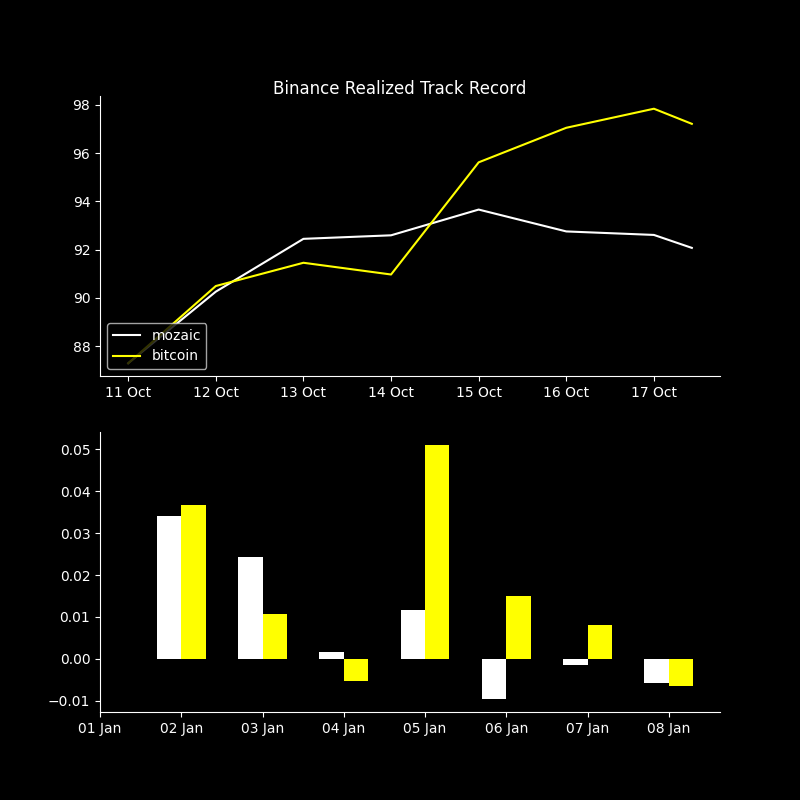 Binance Realized Track Record
98
96
94
92
90
88
mozaic
bitcoin
11 Oct 12 Oct 13 Oct 14 Oct 15 Oct 16 Oct 17 Oct
0.05
0.04
0.03
0.02
0.01
0.00
−0.01
01 Jan 02 Jan 03 Jan 04 Jan 05 Jan 06 Jan 07 Jan 08 Jan